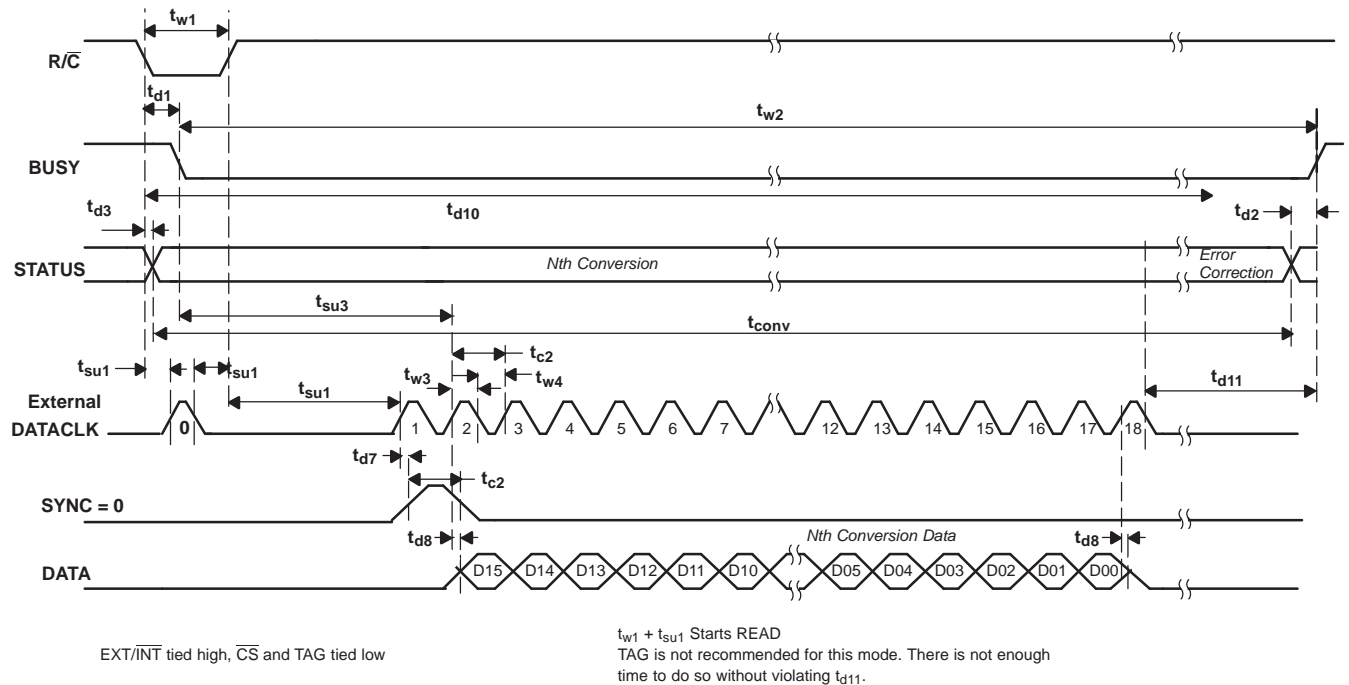 tw1
R/C̅
td1
tw2
BUSY
td10
td3
td2
STATUS
Nth Conversion
Error
Correction
tsu3
tconv
tc2
tsu1
tsu1
tsu1
tw3
tw4
td11
External
DATACLK
0 1 2 3 4 5 6 7 12 13 14 15 16 17 18
td7
tc2
SYNC = 0
td8
Nth Conversion Data
td8
DATA
D15 D14 D13 D12 D11 D10 D05 D04 D03 D02 D01 D00
EXT/I̅N̅T̅ tied high, C̅S̅ and TAG tied low
tw1 + tsu1 Starts READ
TAG is not recommended for this mode. There is not enough
time to do so without violating td11.